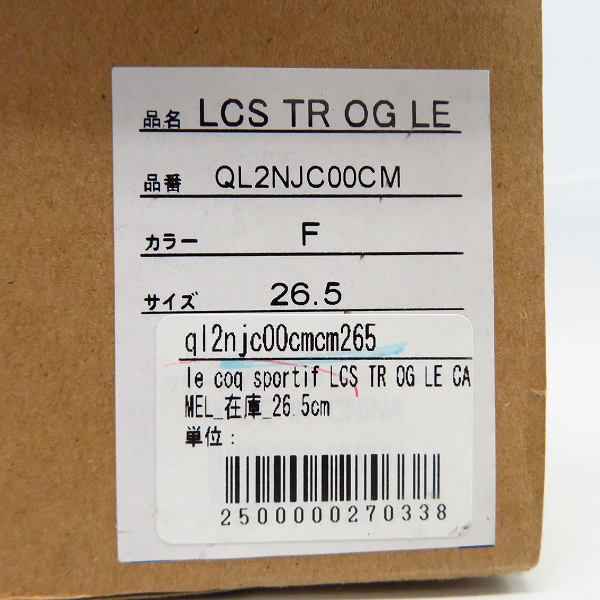 品名 LCS TR OG LE
品番 QL2NJC00CM
カラー F
サイズ 26.5
ql2njc00cmcm265
le coq sportif LCS TR OG LE CA
MEL_在庫_26.5cm
単位:
2500000270338